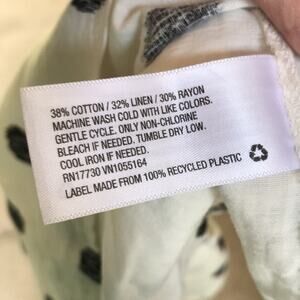 38% COTTON / 32% LINEN / 30% RAYON
MACHINE WASH COLD WITH LIKE COLORS.
GENTLE CYCLE. ONLY NON-CHLORINE
BLEACH IF NEEDED. TIMBLE DRY LOW.
COOL IRON IF NEEDED.
RN17730 VN1055164
LABEL MADE FROM 100% RECYCLED PLASTIC